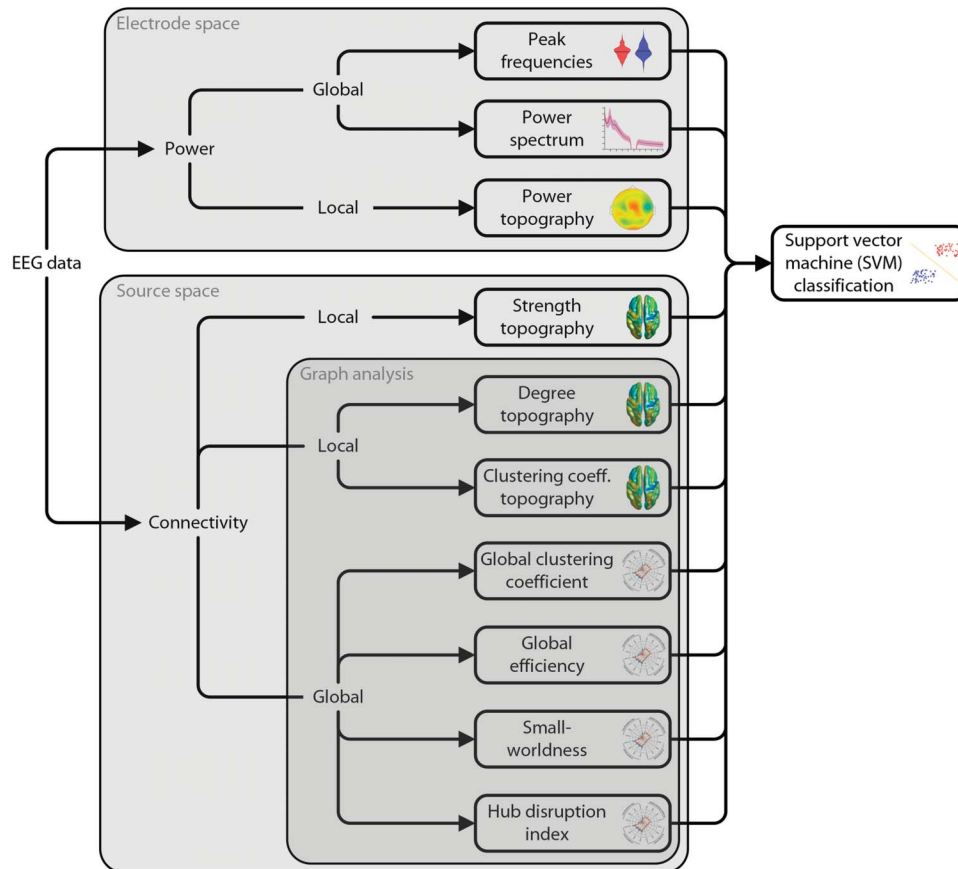 Electrode space
Peak
frequencies
Global
Power
spectrum
Power
Local
Power
topography
EEG data
Support vector
machine (SVM)
classification
Source space
Local
Strength
topography
Graph analysis
Degree
topography
Local
Clustering coeff.
topography
Connectivity
Global clustering
coefficient
Global
efficiency
Global
Small-
worldness
Hub disruption
index